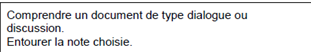 Comprendre un document de type dialogue ou
discussion.
Entourer la note choisie.